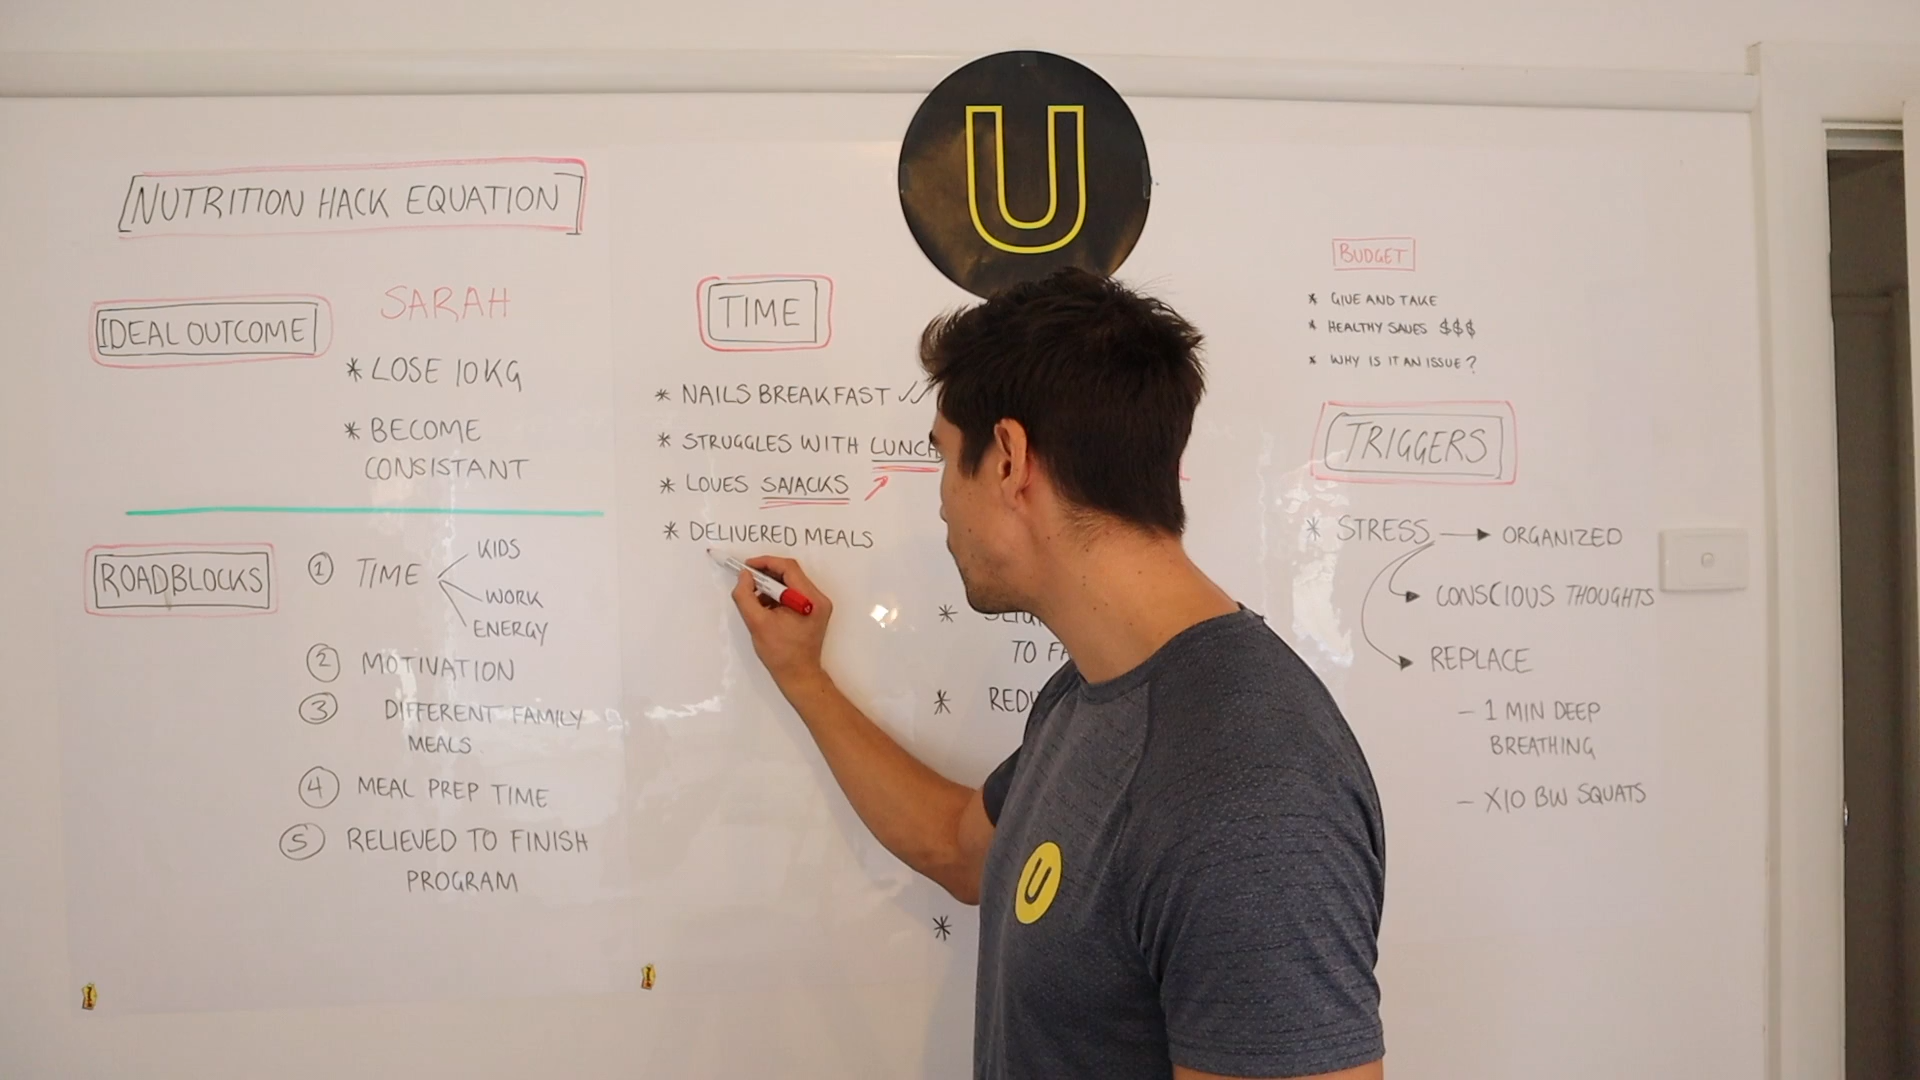 U
NUTRITION HACK EQUATION
IDEAL OUTCOME
SARAH
* LOSE 10KG
* BECOME
CONSISTANT
ROADBLOCKS
1 TIME
KIDS
WORK
ENERGY
2 MOTIVATION
3 DIFFERENT FAMILY
MEALS
4 MEAL PREP TIME
5 RELIEVED TO FINISH
PROGRAM
TIME
* NAILS BREAKFAST ✓✓
* STRUGGLES WITH LUNCH
* LOVES SNACKS
* DELIVERED MEALS
*
TO
*
*
BUDGET
* GIVE AND TAKE
* HEALTHY SAVES $$$
* WHY IS IT AN ISSUE?
TRIGGERS
* STRESS → ORGANIZED
CONSCIOUS THOUGHTS
REPLACE
- 1 MIN DEEP
BREATHING
- X10 BW SQUATS
U